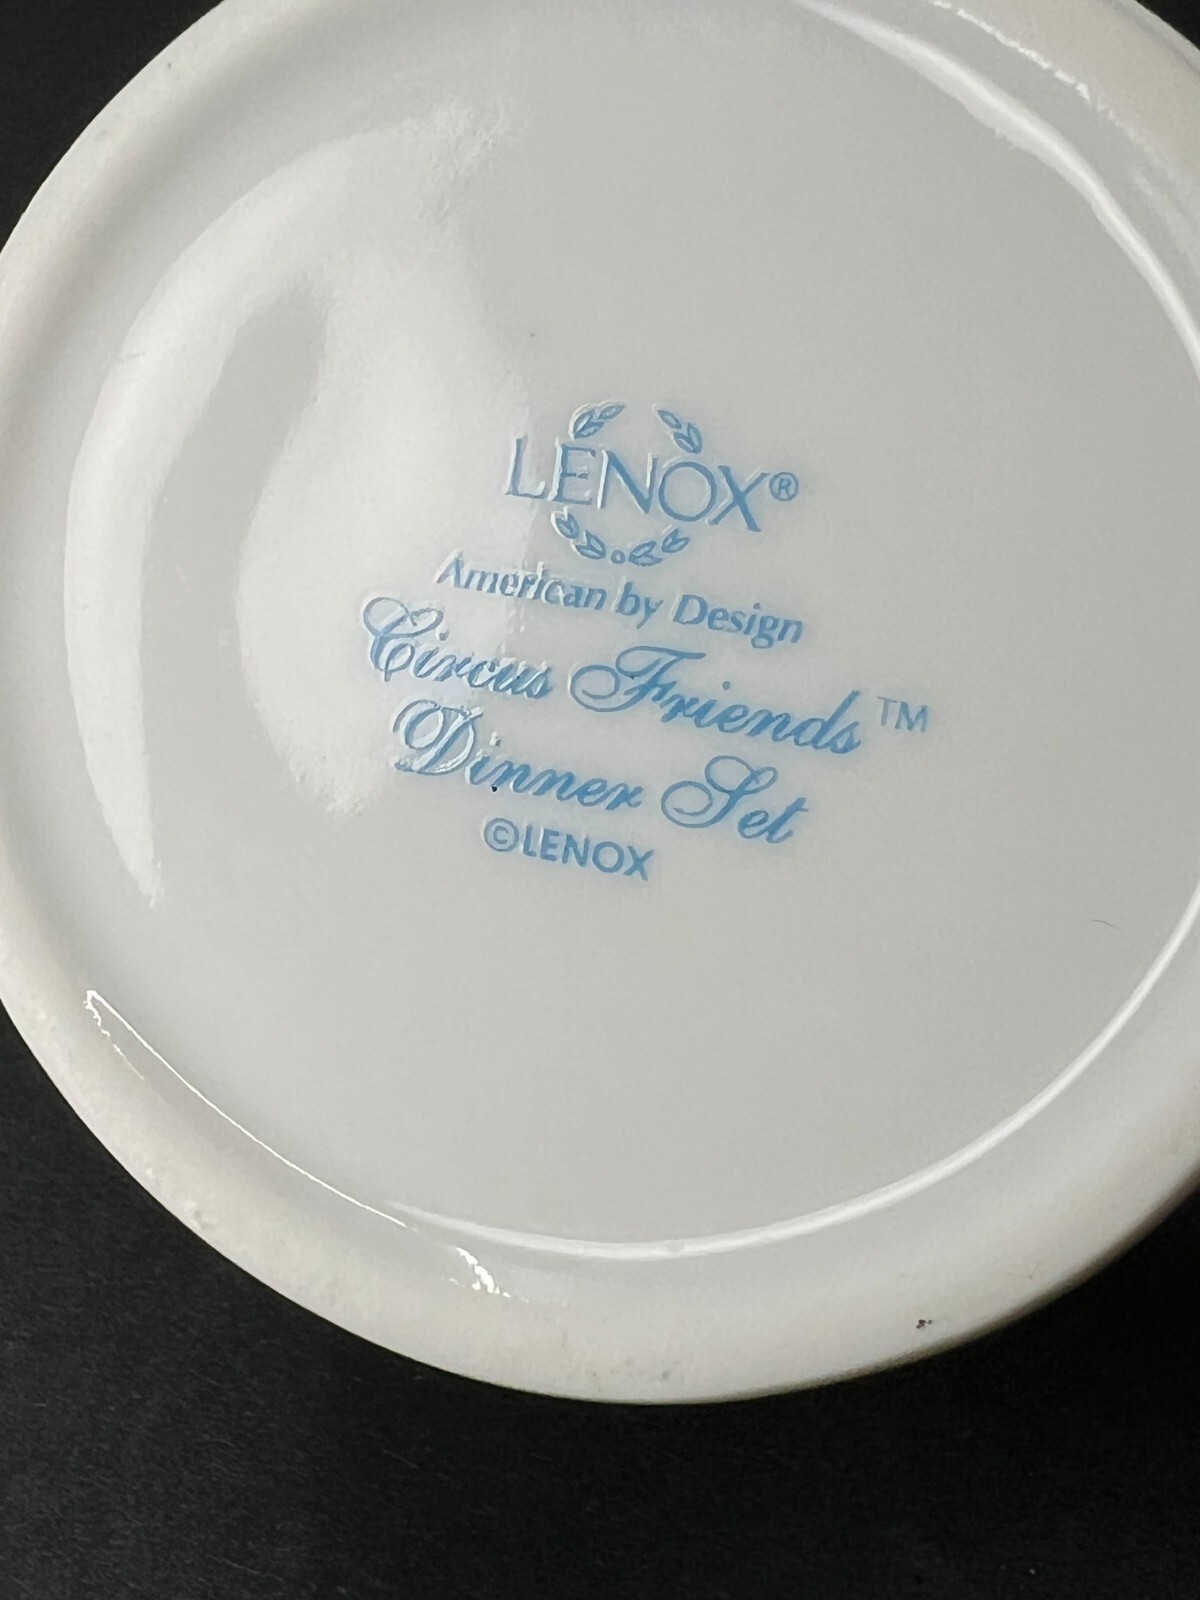 LENOX®
American by Design
Circus Friends™
Dinner Set
©LENOX